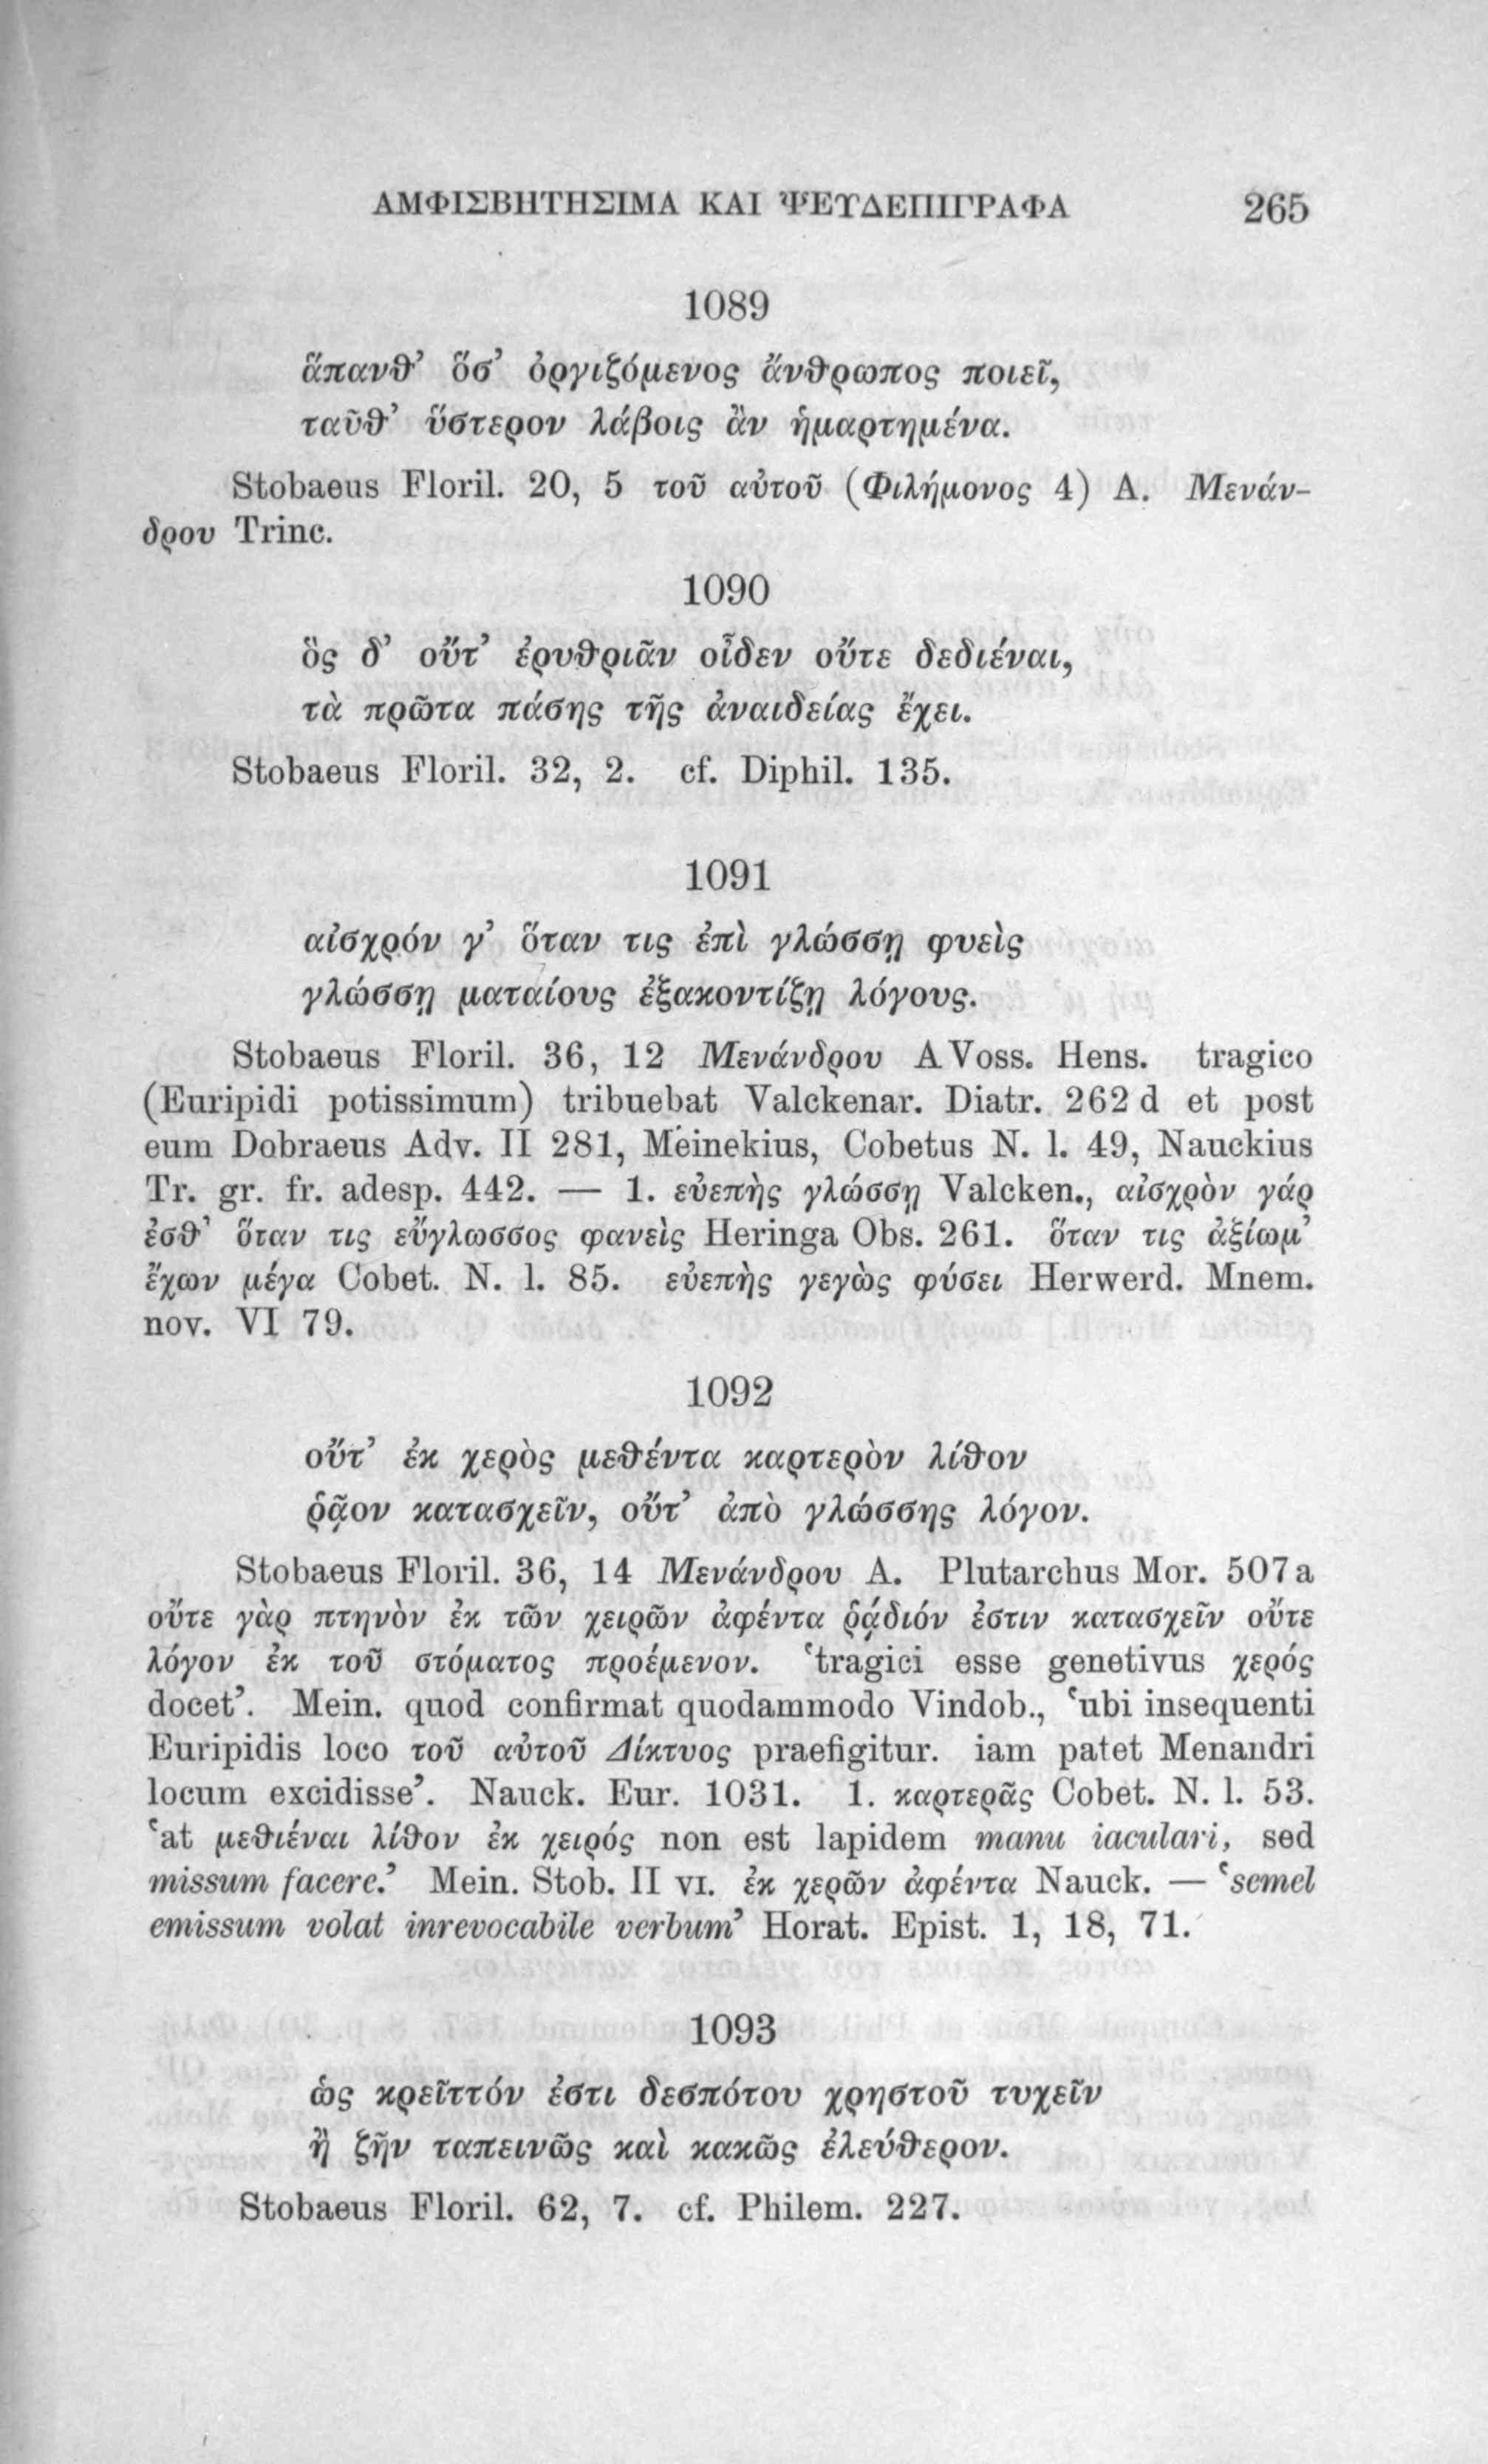 ΑΜΦΙΣΒΗΤΗΣΙΜΑ ΚΑΙ ΨΕΥΔΕΠΙΓΡΑΦΑ 265
1089
ἅπανθ’ ὅσ’ ὀργιζόμενος ἄνθρωπος ποιεῖ,
ταῦθ’ ὕστερον λάβοις ἂν ἡμαρτημένα.
Stobaeus Floril. 20, 5 τοῦ αὐτοῦ (Φιλήμονος 4) A. Μενάν-
δρου Trinc.
1090
ὃς δ’ οὔτ’ ἐρυθριᾶν οἶδεν οὔτε δεδιέναι,
τὰ πρῶτα πάσης τῆς ἀναιδείας ἔχει.
Stobaeus Floril. 32, 2. cf. Diphil. 135.
1091
αἰσχρόν γ’ ὅταν τις ἐπὶ γλώσσῃ φυεὶς
γλώσσῃ ματαίους ἐξακοντίζῃ λόγους.
Stobaeus Floril. 36, 12 Μενάνδρου A Voss. Hens. tragico
(Euripidi potissimum) tribuebat Valckenar. Diatr. 262 d et post
eum Dobraeus Adv. II 281, Meinekius, Cobetus N. l. 49, Nauckius
Tr. gr. fr. adesp. 442. — 1. εὐεπὴς γλώσσῃ Valcken., αἰσχρὸν γάρ
ἐσθ’ ὅταν τις εὔγλωσσος φανεὶς Heringa Obs. 261. ὅταν τις ἀξίωμ’
ἔχων μέγα Cobet. N. l. 85. εὐεπὴς γεγὼς φύσει Herwerd. Mnem.
nov. VI 79.
1092
οὔτ’ ἐκ χερὸς μεθέντα καρτερὸν λίθον
ῥᾷον κατασχεῖν, οὔτ’ ἀπὸ γλώσσης λόγον.
Stobaeus Floril. 36, 14 Μενάνδρου A. Plutarchus Mor. 507 a
οὔτε γὰρ πτηνὸν ἐκ τῶν χειρῶν ἀφέντα ῥᾴδιόν ἐστιν κατασχεῖν οὔτε
λόγον ἐκ τοῦ στόματος προέμενον. ‘tragici esse genetivus χερός
docet’. Mein. quod confirmat quodammodo Vindob., ‘ubi insequenti
Euripidis loco τοῦ αὐτοῦ Δίκτυος praefigitur. iam patet Menandri
locum excidisse’. Nauck. Eur. 1031. 1. καρτερᾶς Cobet. N. l. 53.
‘at μεθιέναι λίθον ἐκ χειρός non est lapidem manu iaculari, sed
missum facere.’ Mein. Stob. II VI. ἐκ χερῶν ἀφέντα Nauck. — ‘semel
emissum volat inrevocabile verbum’ Horat. Epist. 1, 18, 71.
1093
ὡς κρεῖττόν ἐστι δεσπότου χρηστοῦ τυχεῖν
ἢ ζῆν ταπεινῶς καὶ κακῶς ἐλεύθερον.
Stobaeus Floril. 62, 7. cf. Philem. 227.